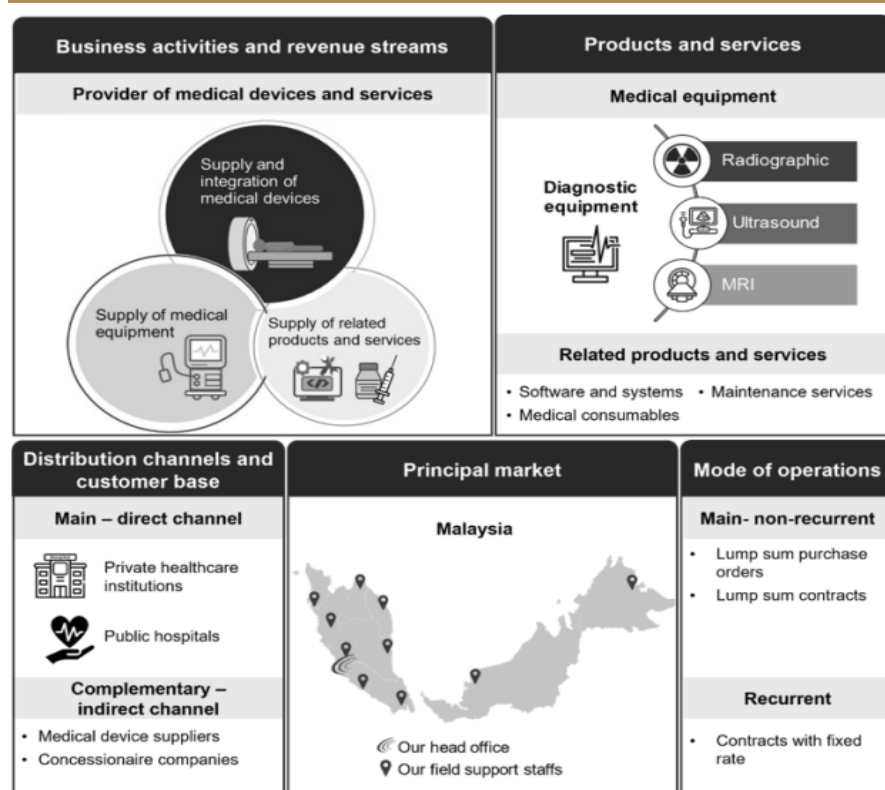 Business activities and revenue streams
Provider of medical devices and services
Supply and
integration of
medical devices
Supply of medical
equipment
Supply of related
products and services
Products and services
Medical equipment
Diagnostic
equipment
Radiographic
Ultrasound
MRI
Related products and services
• Software and systems • Maintenance services
• Medical consumables
Distribution channels and
customer base
Main – direct channel
Private healthcare
institutions
Public hospitals
Complementary –
indirect channel
• Medical device suppliers
• Concessionaire companies
Principal market
Malaysia
Our head office
Our field support staffs
Mode of operations
Main- non-recurrent
• Lump sum purchase
orders
• Lump sum contracts
Recurrent
• Contracts with fixed
rate